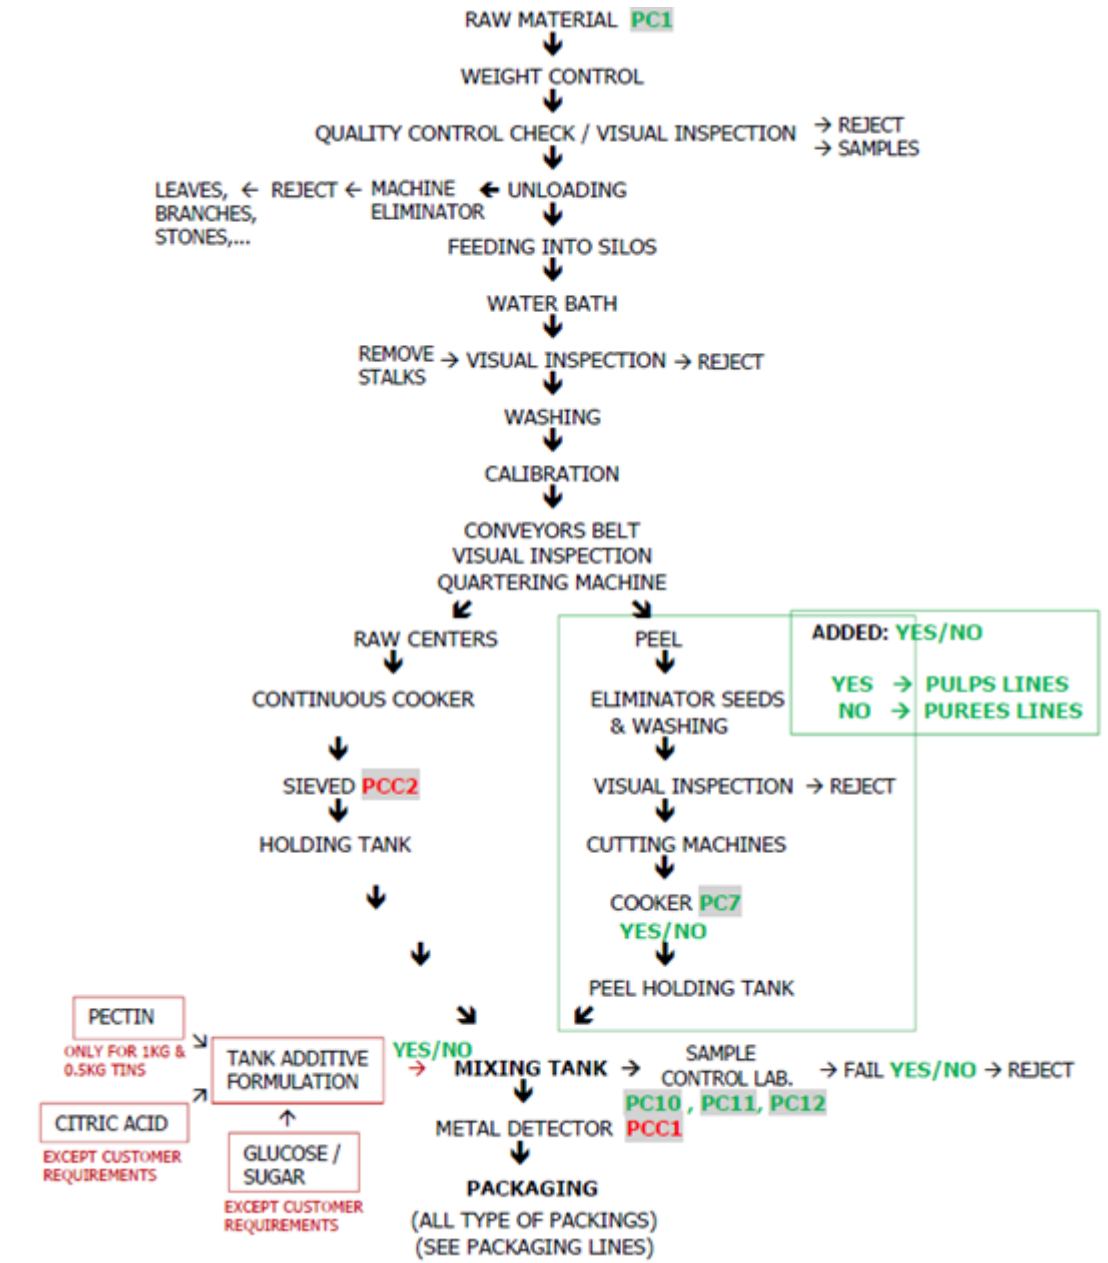 RAW MATERIAL PC1
WEIGHT CONTROL
QUALITY CONTROL CHECK / VISUAL INSPECTION → REJECT
→ SAMPLES
LEAVES, ← REJECT ← MACHINE ← UNLOADING
BRANCHES, ELIMINATOR
STONES,...
FEEDING INTO SILOS
WATER BATH
REMOVE → VISUAL INSPECTION → REJECT
STALKS
WASHING
CALIBRATION
CONVEYORS BELT
VISUAL INSPECTION
QUARTERING MACHINE
RAW CENTERS
CONTINUOUS COOKER
SIEVED PCC2
HOLDING TANK
PEEL
ELIMINATOR SEEDS
& WASHING
VISUAL INSPECTION → REJECT
CUTTING MACHINES
COOKER PC7
YES/NO
PEEL HOLDING TANK
ADDED: YES/NO
YES → PULPS LINES
NO → PUREES LINES
PECTIN
ONLY FOR 1KG &
0.5KG TINS
CITRIC ACID
EXCEPT CUSTOMER
REQUIREMENTS
TANK ADDITIVE
FORMULATION
GLUCOSE /
SUGAR
EXCEPT CUSTOMER
REQUIREMENTS
YES/NO
→ MIXING TANK → SAMPLE
CONTROL LAB. → FAIL YES/NO → REJECT
PC10 , PC11, PC12
METAL DETECTOR PCC1
PACKAGING
(ALL TYPE OF PACKINGS)
(SEE PACKAGING LINES)